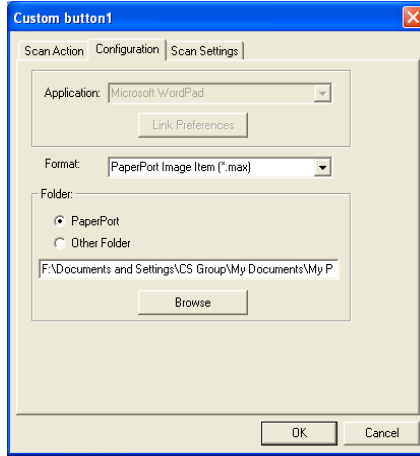 Custom button1
Scan Action Configuration Scan Settings
Application: Microsoft WordPad
Link Preferences
Format: PaperPort Image Item (*.max)
Folder:
PaperPort
Other Folder
F:\Documents and Settings\CS Group\My Documents\My P
Browse
OK Cancel